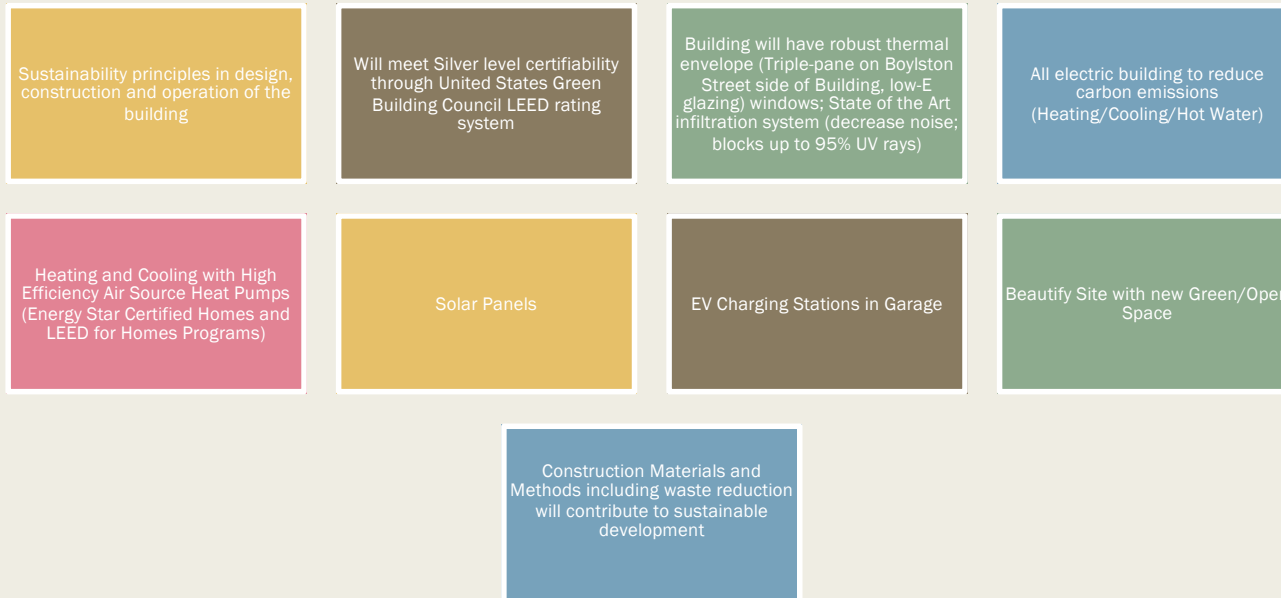 Sustainability principles in design,
construction and operation of the
building
Will meet Silver level certifiability
through United States Green
Building Council LEED rating
system
Building will have robust thermal
envelope (Triple-pane on Boylston
Street side of Building, low-E
glazing) windows; State of the Art
infiltration system (decrease noise;
blocks up to 95% UV rays)
All electric building to reduce
carbon emissions
(Heating/Cooling/Hot Water)
Heating and Cooling with High
Efficiency Air Source Heat Pumps
(Energy Star Certified Homes and
LEED for Homes Programs)
Solar Panels
EV Charging Stations in Garage
Beautify Site with new Green/Open
Space
Construction Materials and
Methods including waste reduction
will contribute to sustainable
development